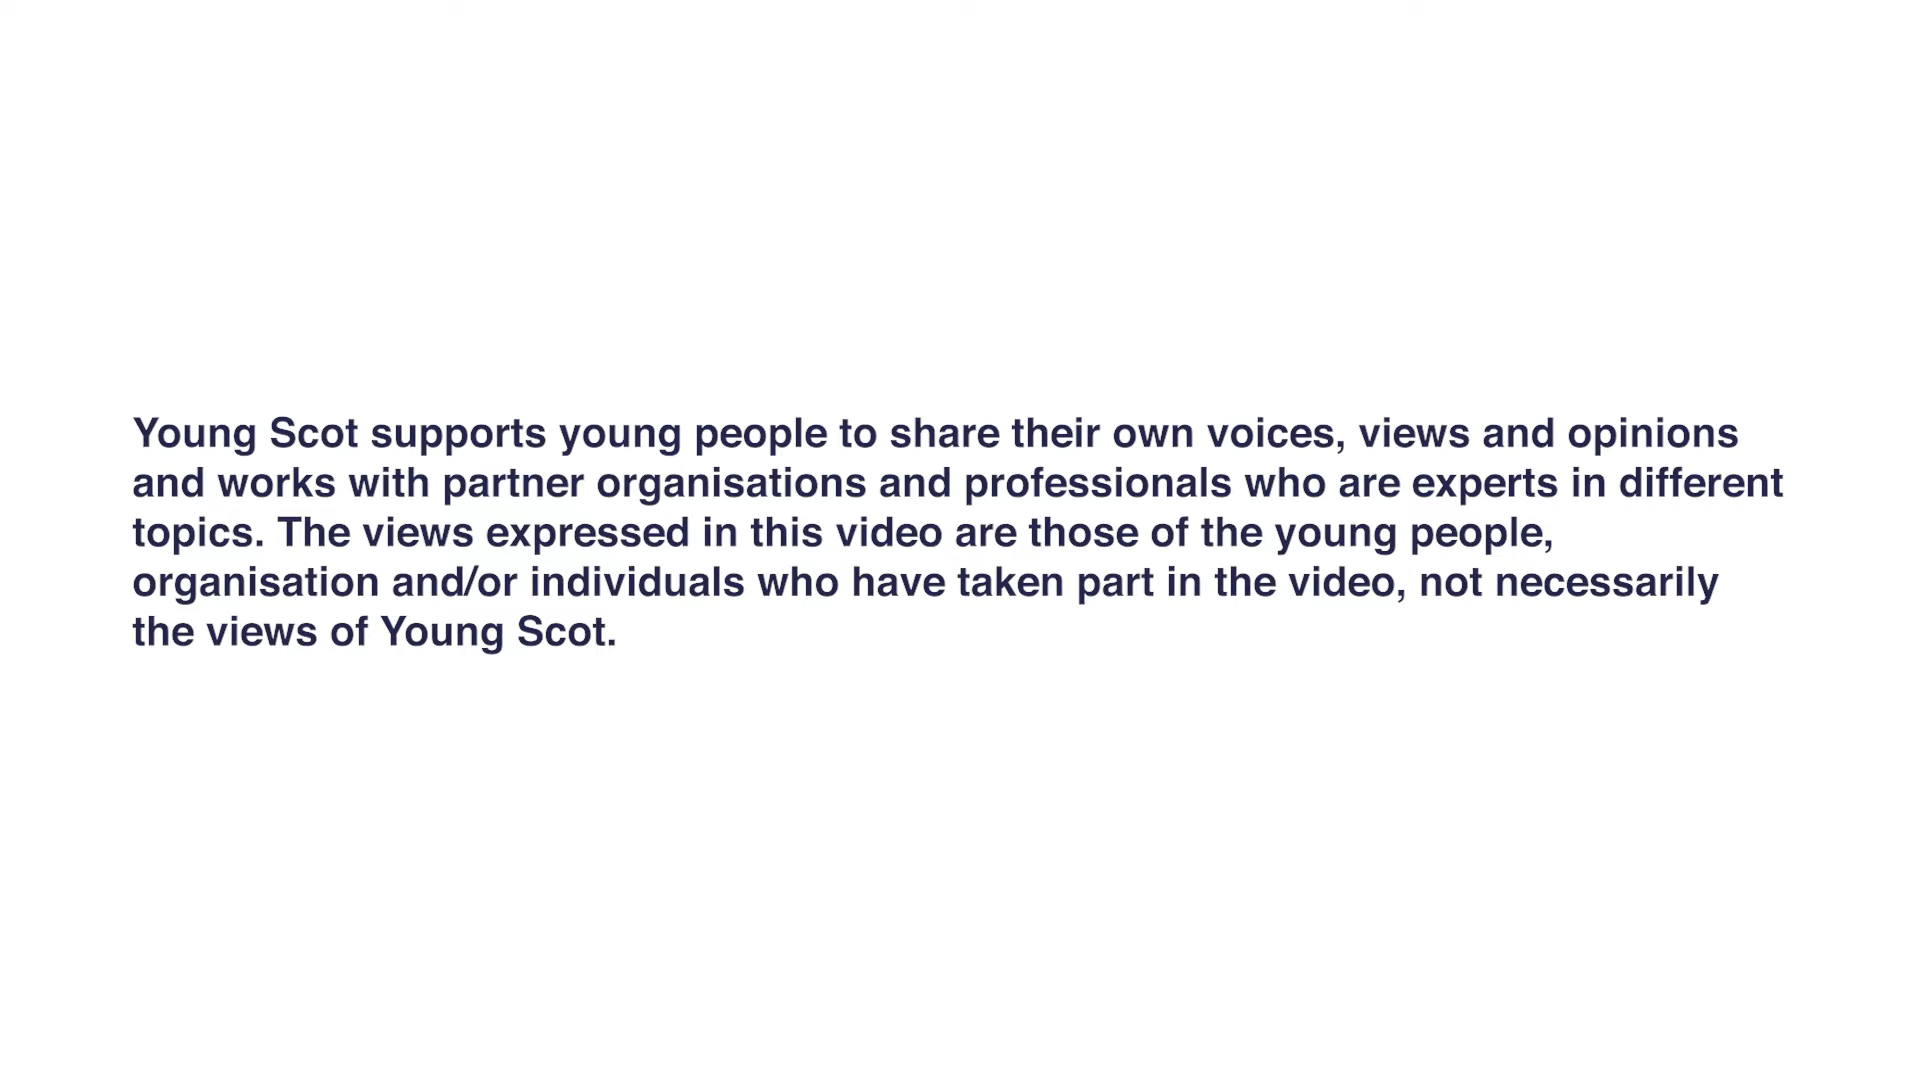 Young Scot supports young people to share their own voices, views and opinions
and works with partner organisations and professionals who are experts in different
topics. The views expressed in this video are those of the young people,
organisation and/or individuals who have taken part in the video, not necessarily
the views of Young Scot.